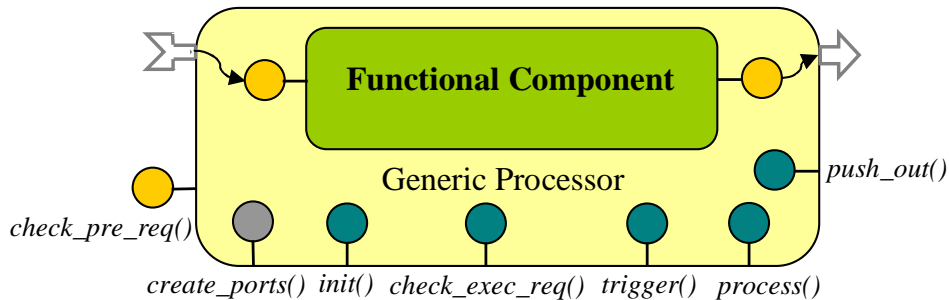 Functional Component
Generic Processor
push_out()
check_pre_req()
create_ports() init() check_exec_req() trigger() process()